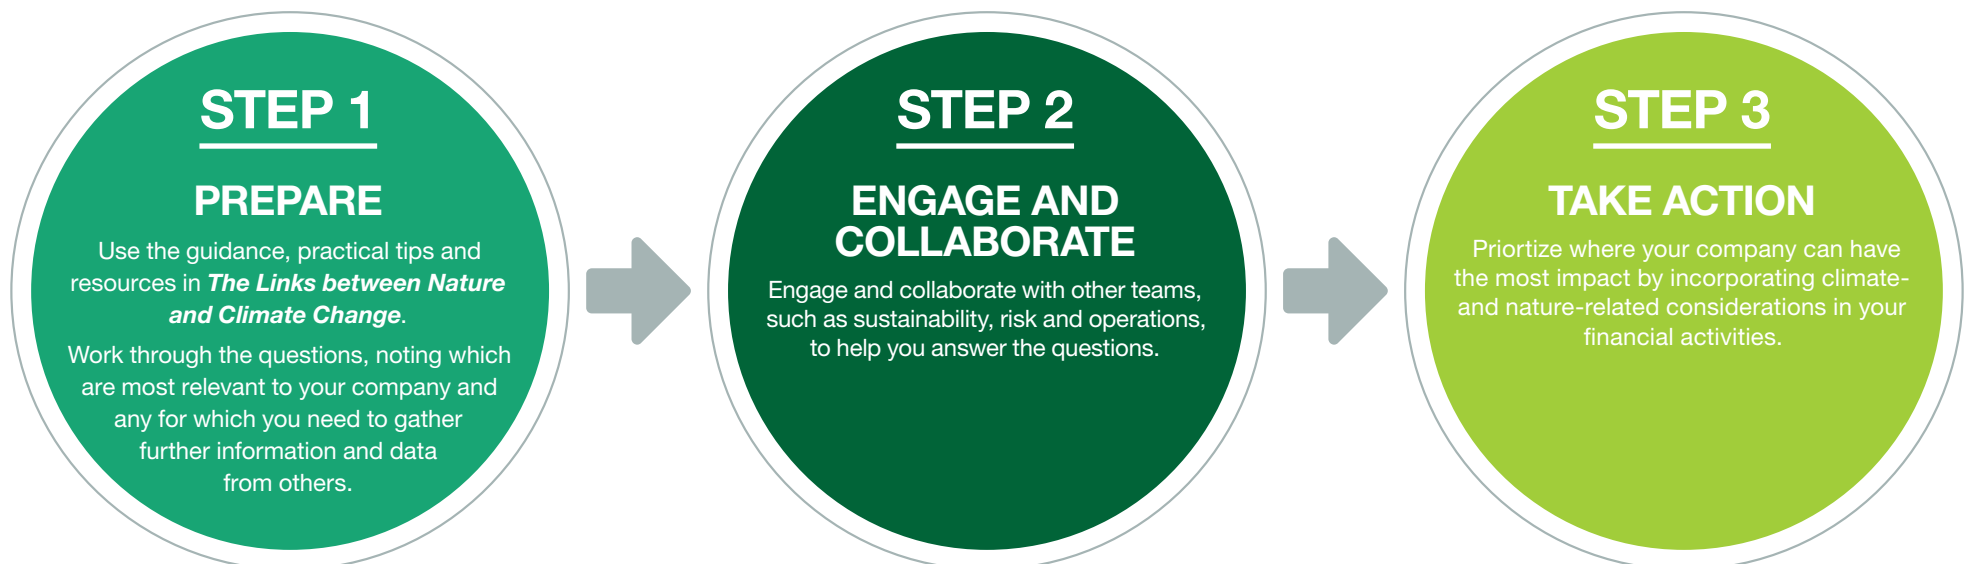 STEP 1
PREPARE
Use the guidance, practical tips and
resources in The Links between Nature
and Climate Change.
Work through the questions, noting which
are most relevant to your company and
any for which you need to gather
further information and data
from others.
STEP 2
ENGAGE AND
COLLABORATE
Engage and collaborate with other teams,
such as sustainability, risk and operations,
to help you answer the questions.
STEP 3
TAKE ACTION
Priortize where your company can have
the most impact by incorporating climate-
and nature-related considerations in your
financial activities.